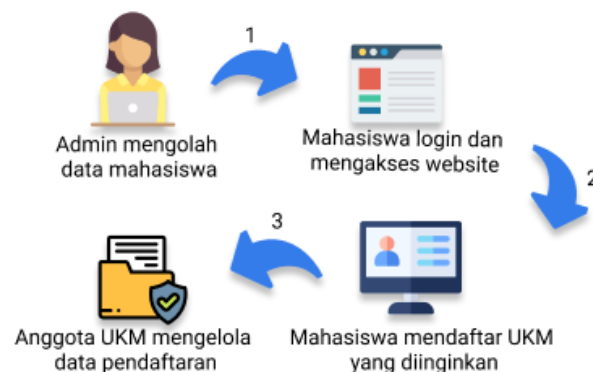 1
Admin mengolah
data mahasiswa
Mahasiswa login dan
mengakses website
2
3
Anggota UKM mengelola
data pendaftaran
Mahasiswa mendaftar UKM
yang diinginkan